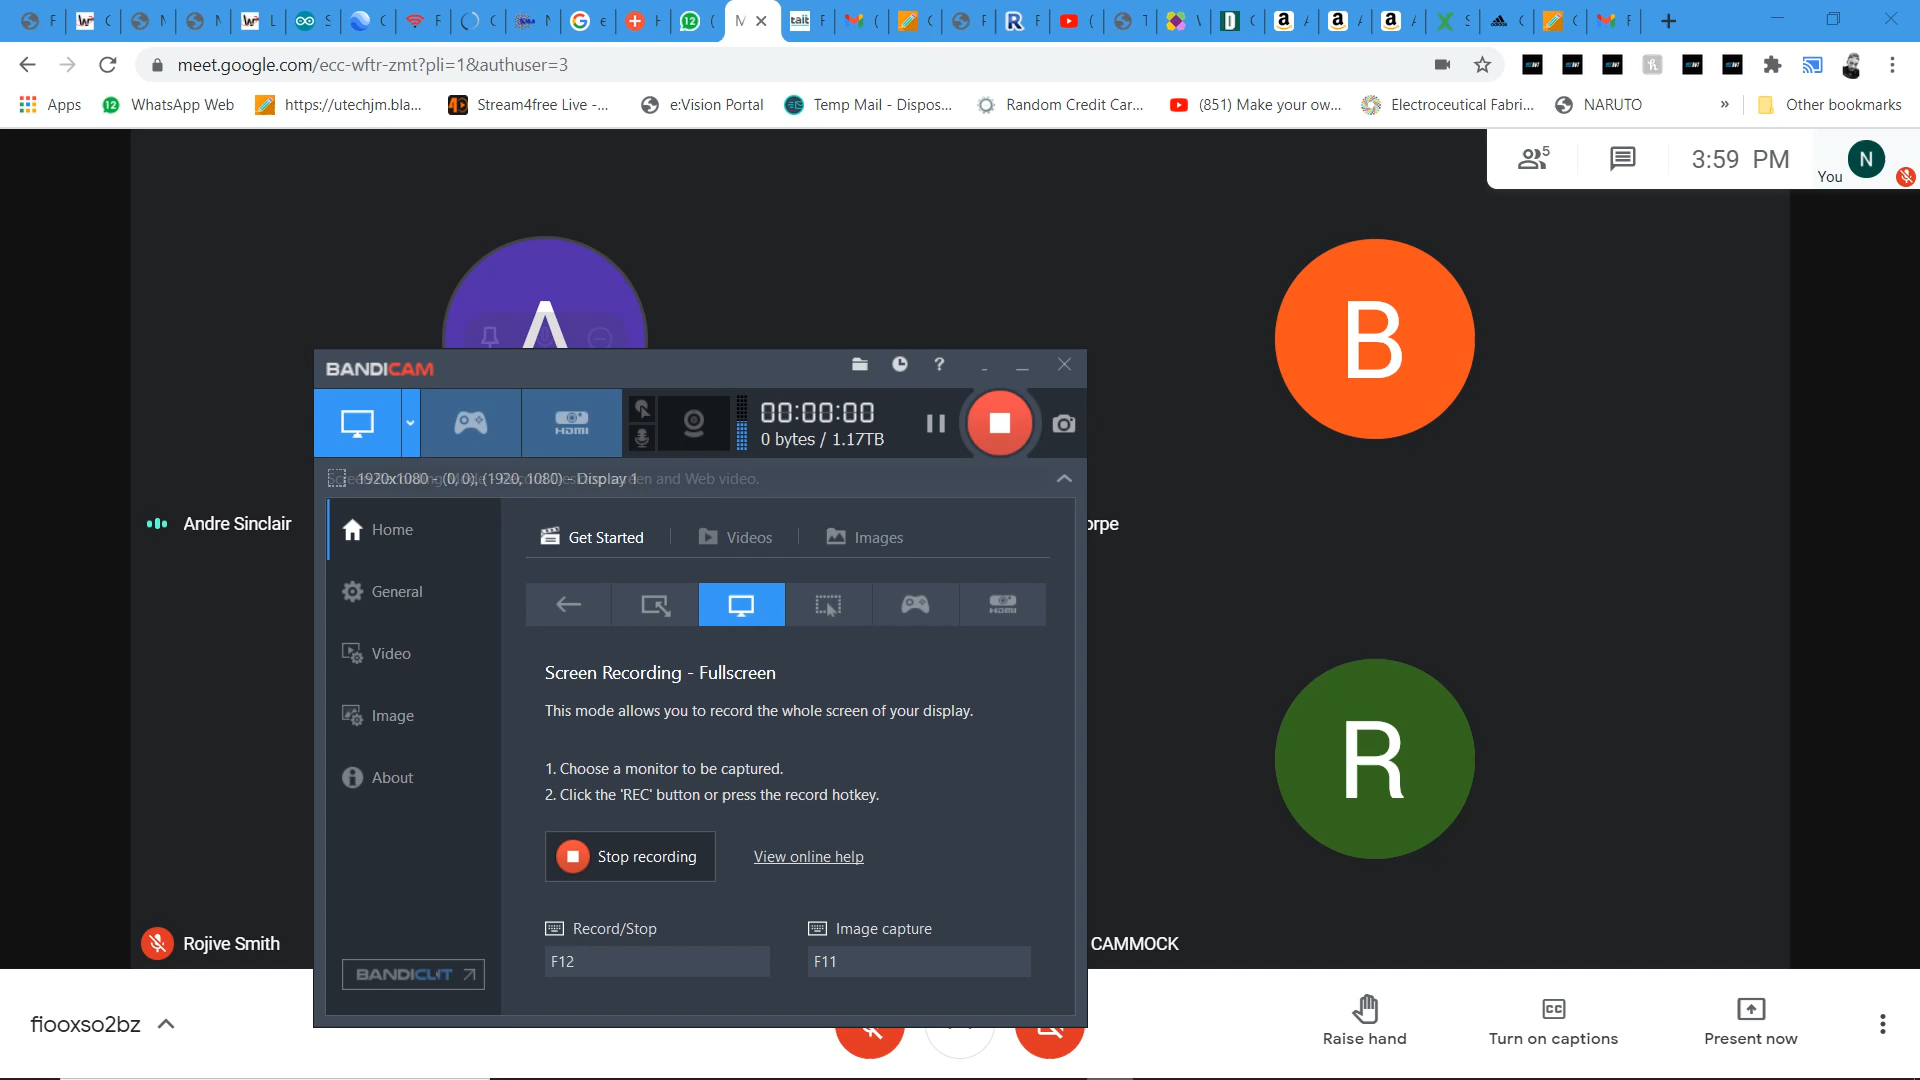 meet.google.com/ecc-wftr-zmt?pli=1&authuser=3
Apps
WhatsApp Web
https://utechjm.bla...
Stream4free Live -...
e:Vision Portal
Temp Mail - Dispos...
Random Credit Car...
(851) Make your ow...
Electroceutical Fabri...
NARUTO
»
Other bookmarks
5
3:59 PM
You
N
A
B
BANDICAM
HDMI
00:00:00
0 bytes / 1.17TB
1920x1080 - (0, 0), (1920, 1080) - Display 1
Andre Sinclair
orpe
Home
General
Video
Image
About
Get Started
Videos
Images
HDMI
Screen Recording - Fullscreen
This mode allows you to record the whole screen of your display.
1. Choose a monitor to be captured.
2. Click the 'REC' button or press the record hotkey.
Stop recording
View online help
Record/Stop
Image capture
F12
F11
BANDICUT
R
Rojive Smith
CAMMOCK
fiooxso2bz
Raise hand
CC
Turn on captions
Present now